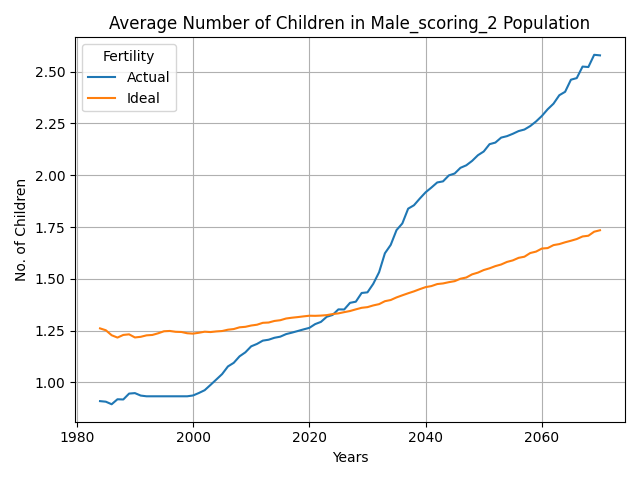 Average Number of Children in Male_scoring_2 Population
Fertility
Actual
Ideal
No. of Children
2.50
2.25
2.00
1.75
1.50
1.25
1.00
1980 2000 2020 2040 2060
Years